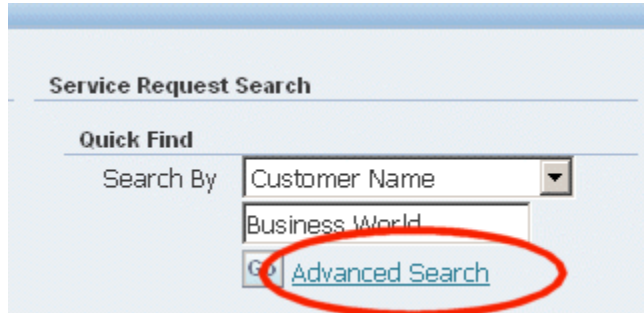 Service Request Search
Quick Find
Search By Customer Name
Business World
Go Advanced Search